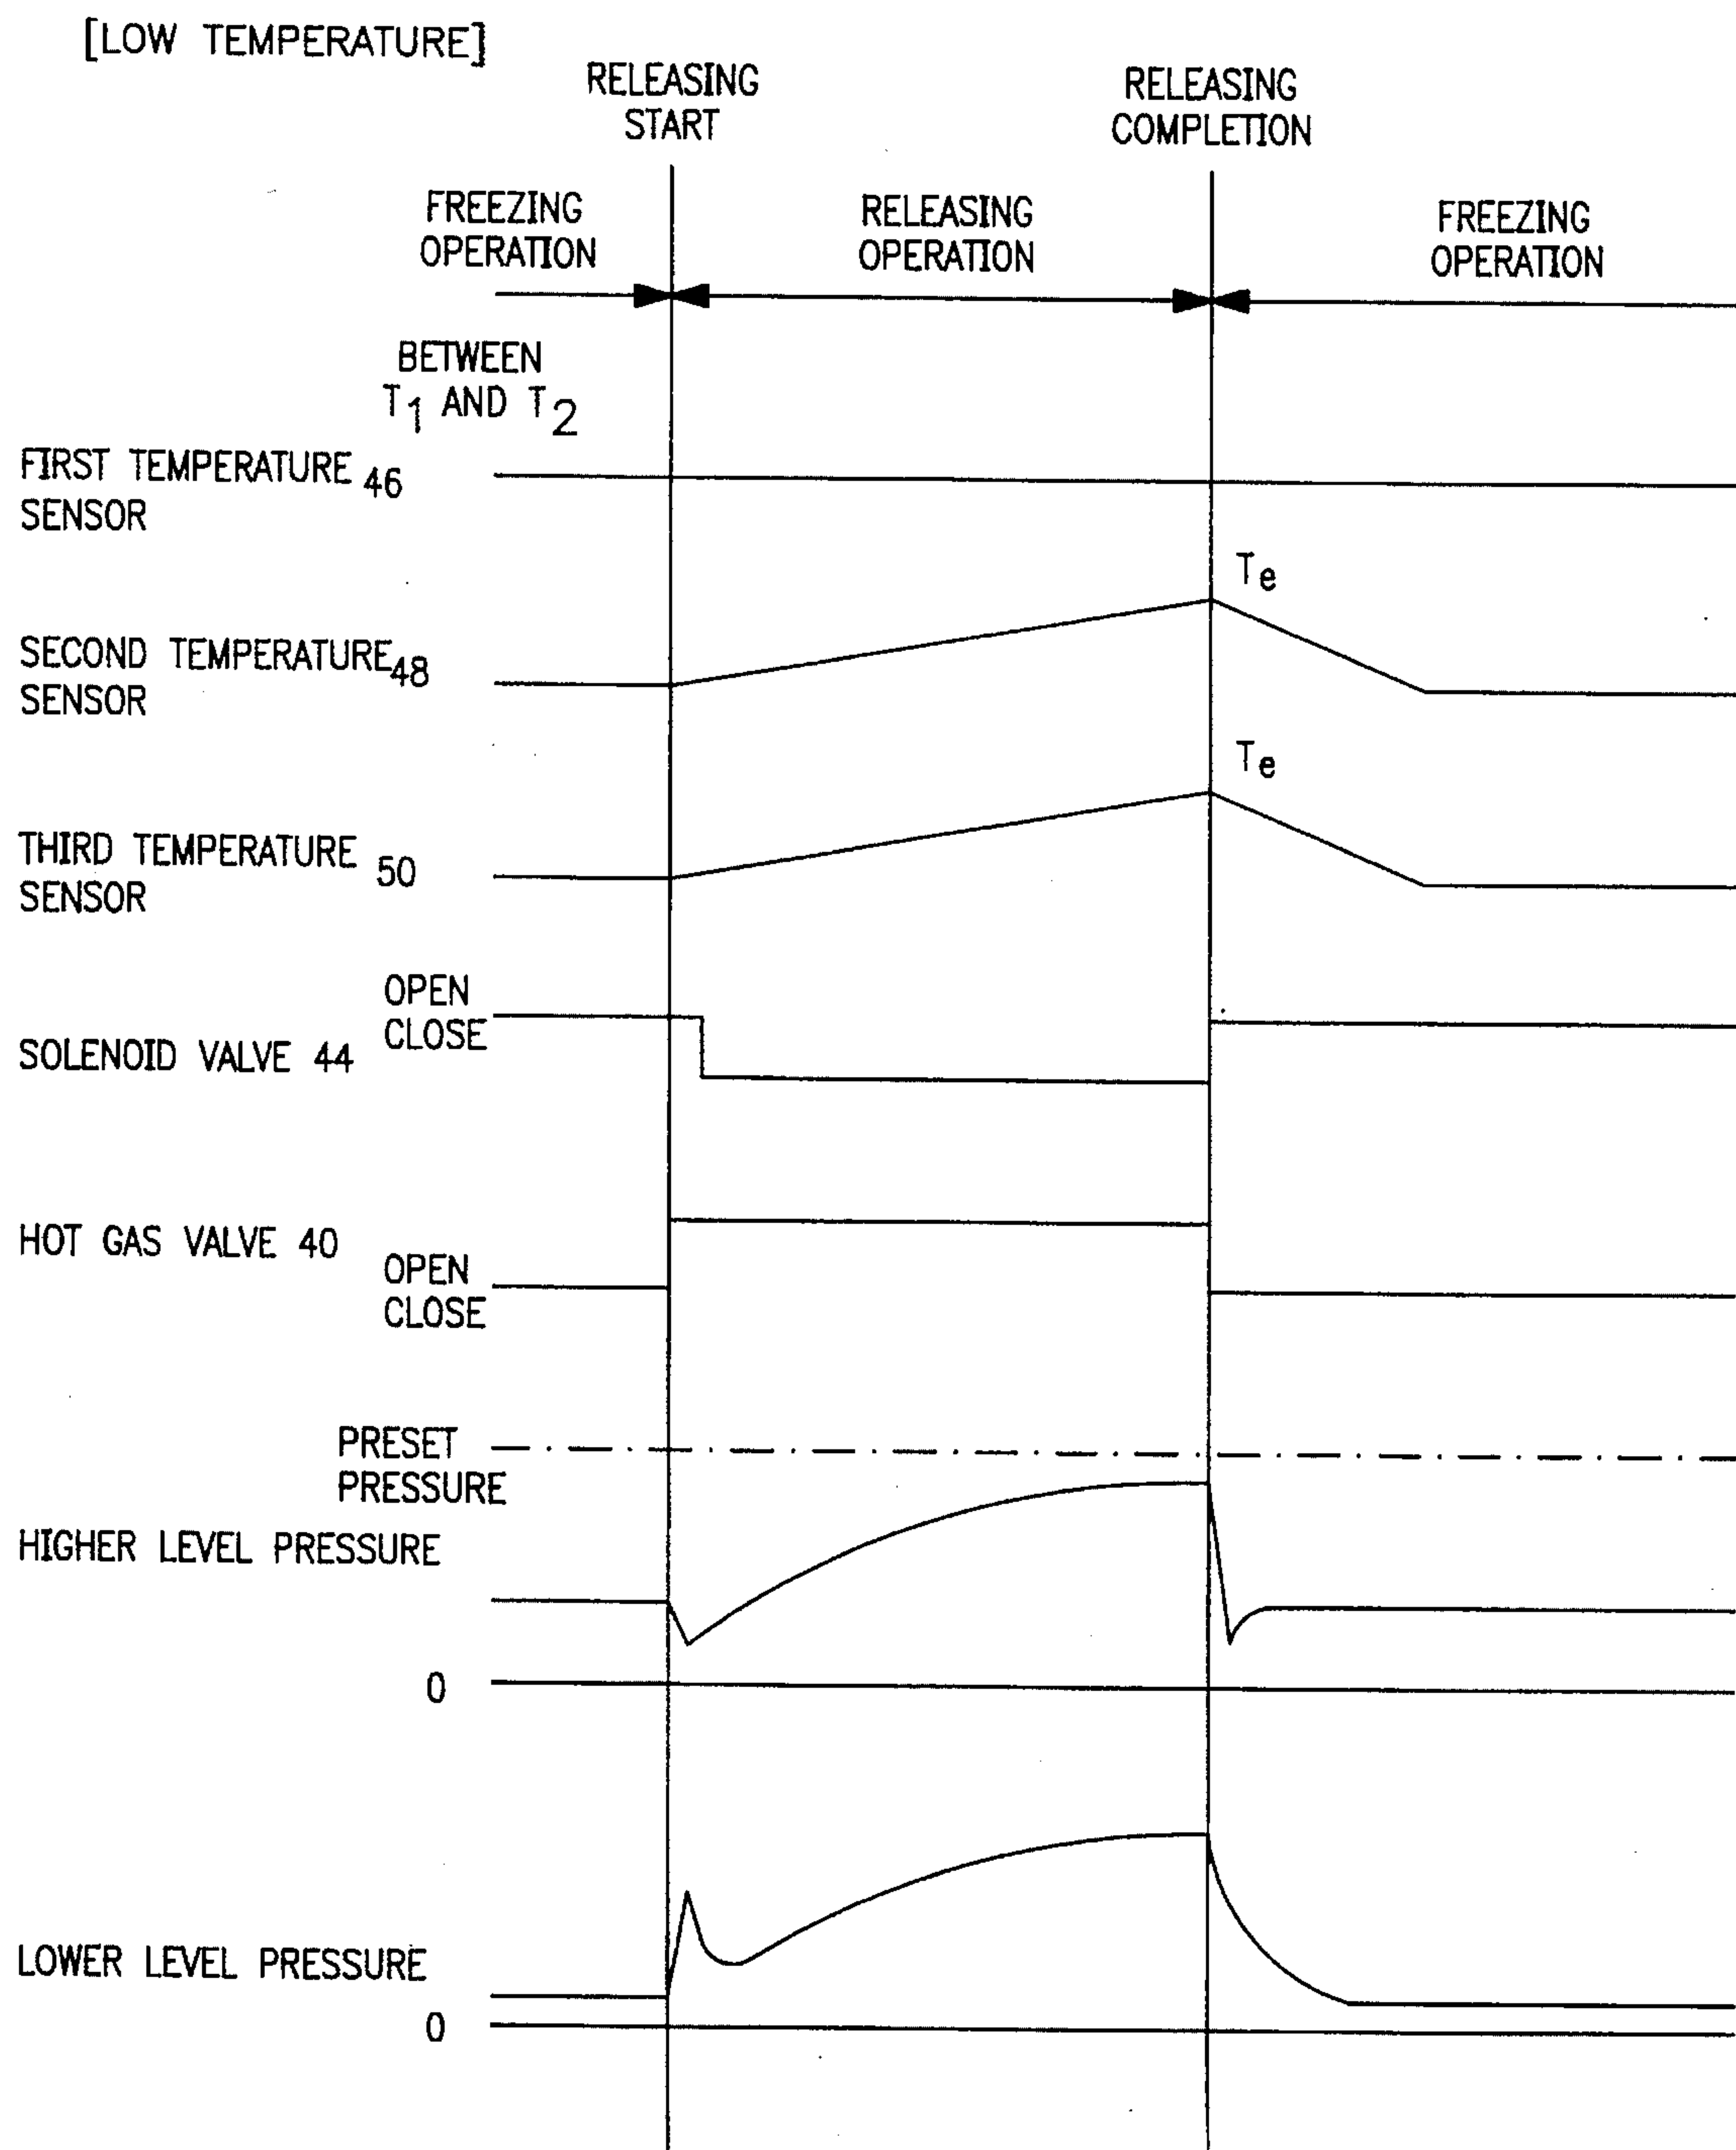 [LOW TEMPERATURE]
RELEASING
START
RELEASING
COMPLETION
FREEZING
OPERATION
RELEASING
OPERATION
FREEZING
OPERATION
BETWEEN
T1 AND T2
FIRST TEMPERATURE 46
SENSOR
Te
SECOND TEMPERATURE 48
SENSOR
Te
THIRD TEMPERATURE 50
SENSOR
OPEN
CLOSE
SOLENOID VALVE 44
HOT GAS VALVE 40
OPEN
CLOSE
PRESET
PRESSURE
HIGHER LEVEL PRESSURE
0
LOWER LEVEL PRESSURE
0